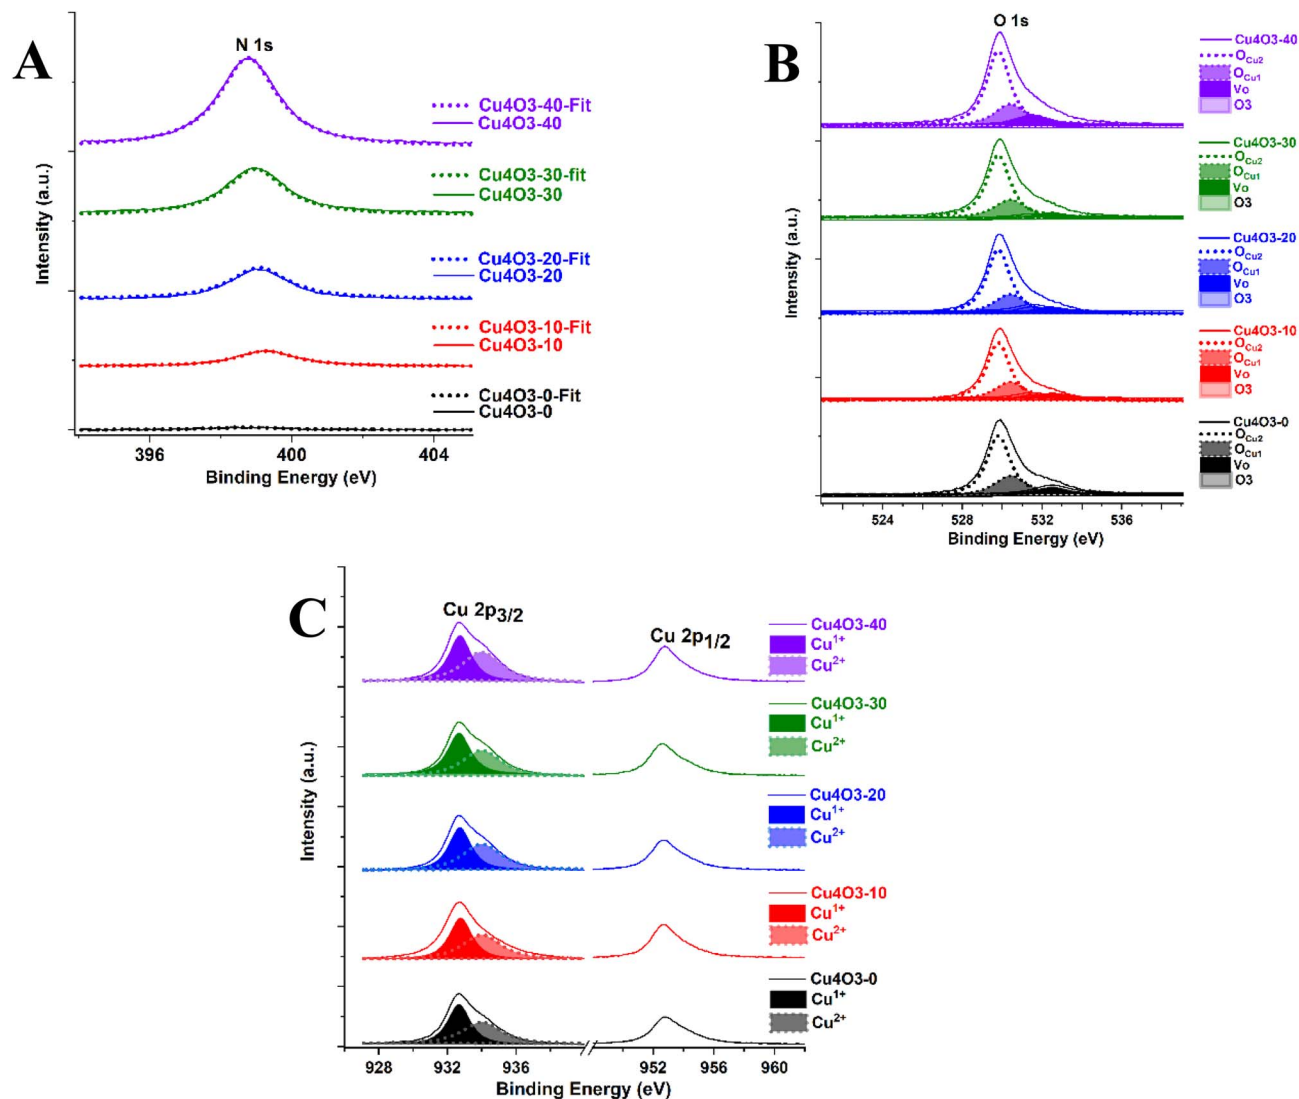 A
N 1s
Intensity (a.u.)
Cu4O3-40-Fit
Cu4O3-40
Cu4O3-30-fit
Cu4O3-30
Cu4O3-20-Fit
Cu4O3-20
Cu4O3-10-Fit
Cu4O3-10
Cu4O3-0-Fit
Cu4O3-0
396 400 404
Binding Energy (eV)
B
O 1s
Intensity (a.u.)
Cu4O3-40
OCu2
OCu1
Vo
O3
Cu4O3-30
OCu2
OCu1
Vo
O3
Cu4O3-20
OCu2
OCu1
Vo
O3
Cu4O3-10
OCu2
OCu1
Vo
O3
Cu4O3-0
OCu2
OCu1
Vo
O3
524 528 532 536
Binding Energy (eV)
C
Cu 2p3/2
Cu 2p1/2
Intensity (a.u.)
Cu4O3-40
Cu1+
Cu2+
Cu4O3-30
Cu1+
Cu2+
Cu4O3-20
Cu1+
Cu2+
Cu4O3-10
Cu1+
Cu2+
Cu4O3-0
Cu1+
Cu2+
928 932 936 952 956 960
Binding Energy (eV)